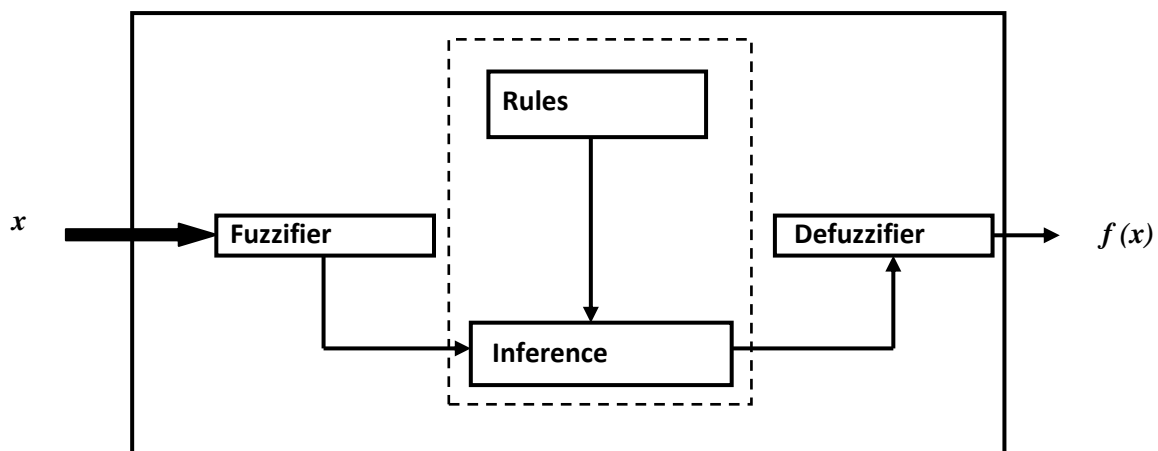 Rules
x
Fuzzifier
Defuzzifier
f (x)
Inference